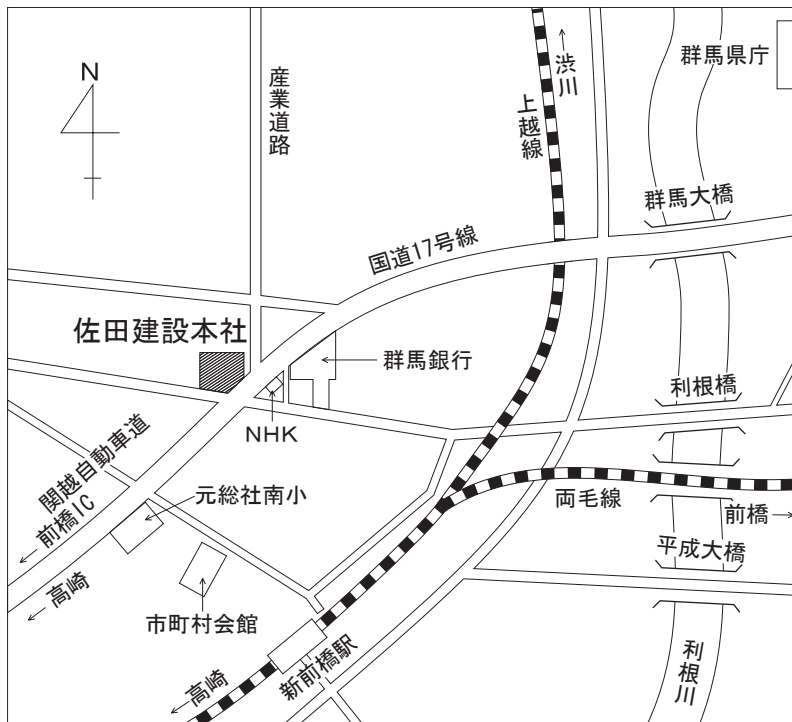 N
産業道路
渋川
上越線
群馬県庁
群馬大橋
国道17号線
佐田建設本社
群馬銀行
利根橋
NHK
関越自動車道
前橋IC
元総社南小
両毛線
前橋
平成大橋
高崎
市町村会館
新前橋駅
高崎
利根川